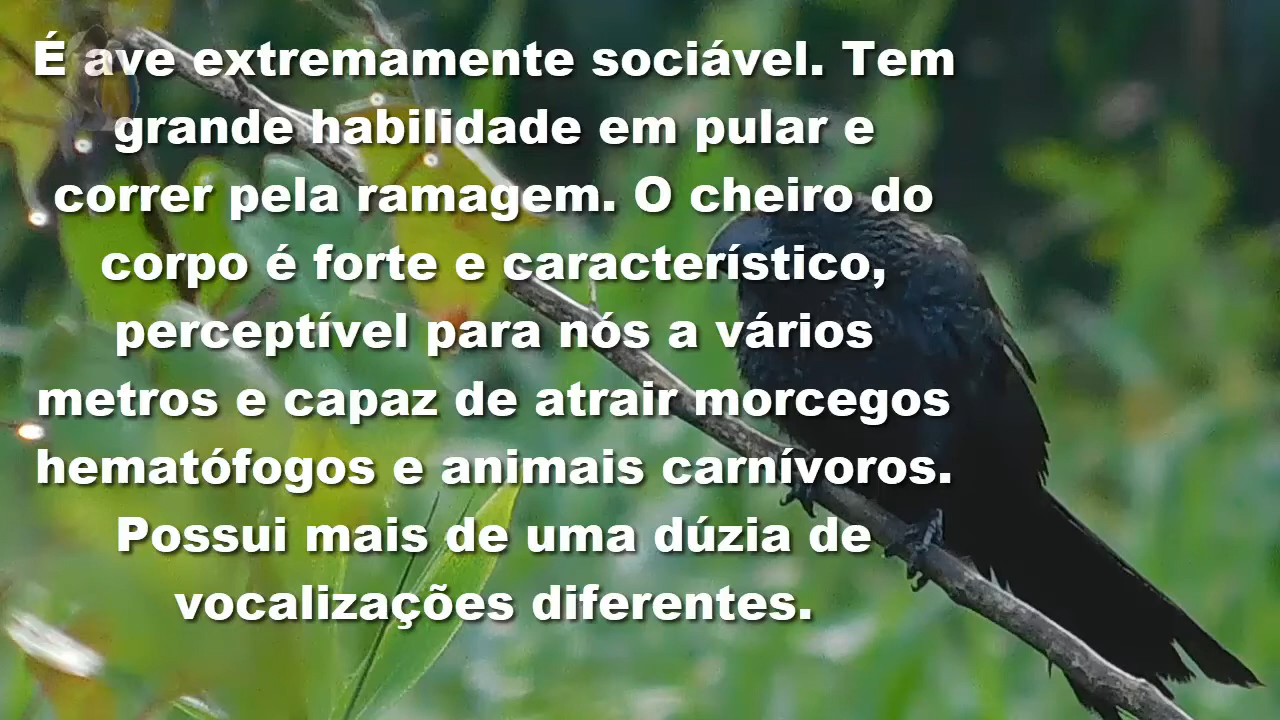 É ave extremamente sociável. Tem
grande habilidade em pular e
correr pela ramagem. O cheiro do
corpo é forte e característico,
perceptível para nós a vários
metros e capaz de atrair morcegos
hematófogos e animais carnívoros.
Possui mais de uma dúzia de
vocalizações diferentes.